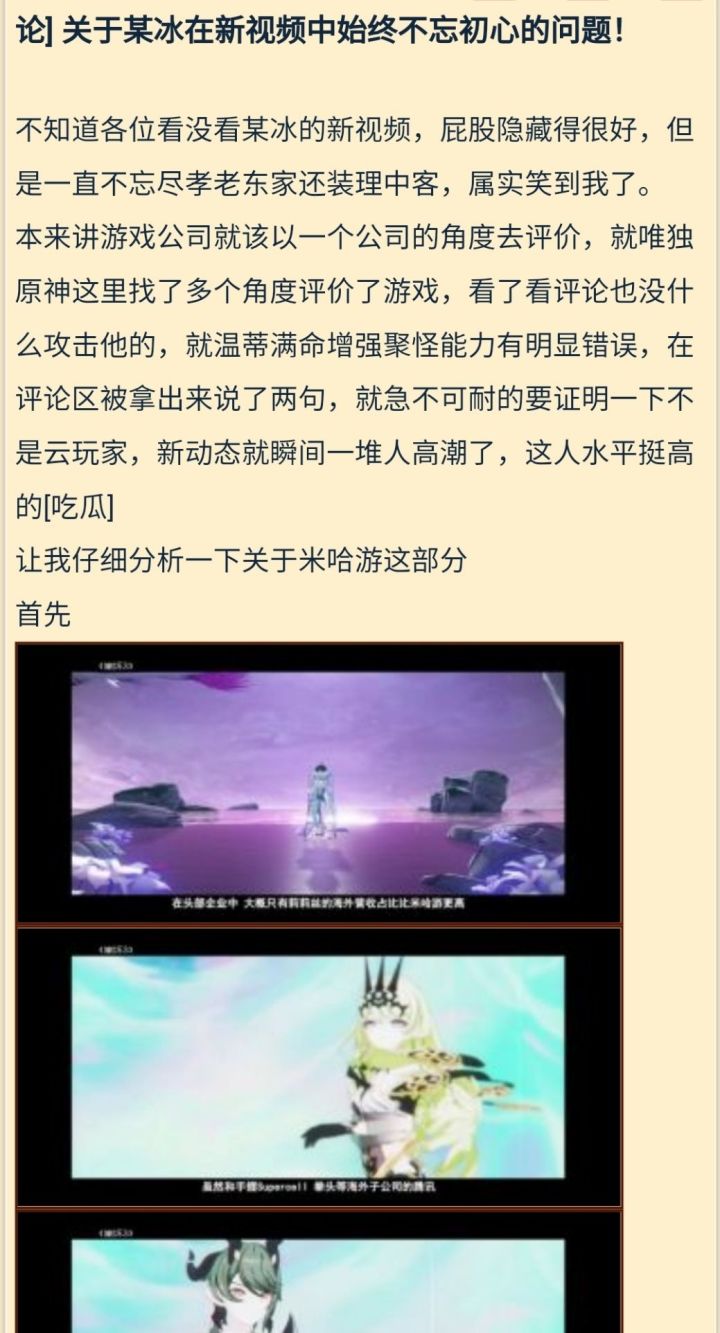 论] 关于某冰在新视频中始终不忘初心的问题！
不知道各位看没看某冰的新视频，屁股隐藏得很好，但
是一直不忘尽孝老东家还装理中客，属实笑到我了。
本来讲游戏公司就该以一个公司的角度去评价，就唯独
原神这里找了多个角度评价了游戏，看了看评论也没什
么攻击他的，就温蒂满命增强聚怪能力有明显错误，在
评论区被拿出来说了两句，就急不可耐的要证明一下不
是云玩家，新动态就瞬间一堆人高潮了，这人水平挺高
的[吃瓜]
让我仔细分析一下关于米哈游这部分
首先
在头部企业中 大概只有莉莉丝的海外营收占比比米哈游更高
虽然和手握Supercell 拳头等海外子公司的腾讯